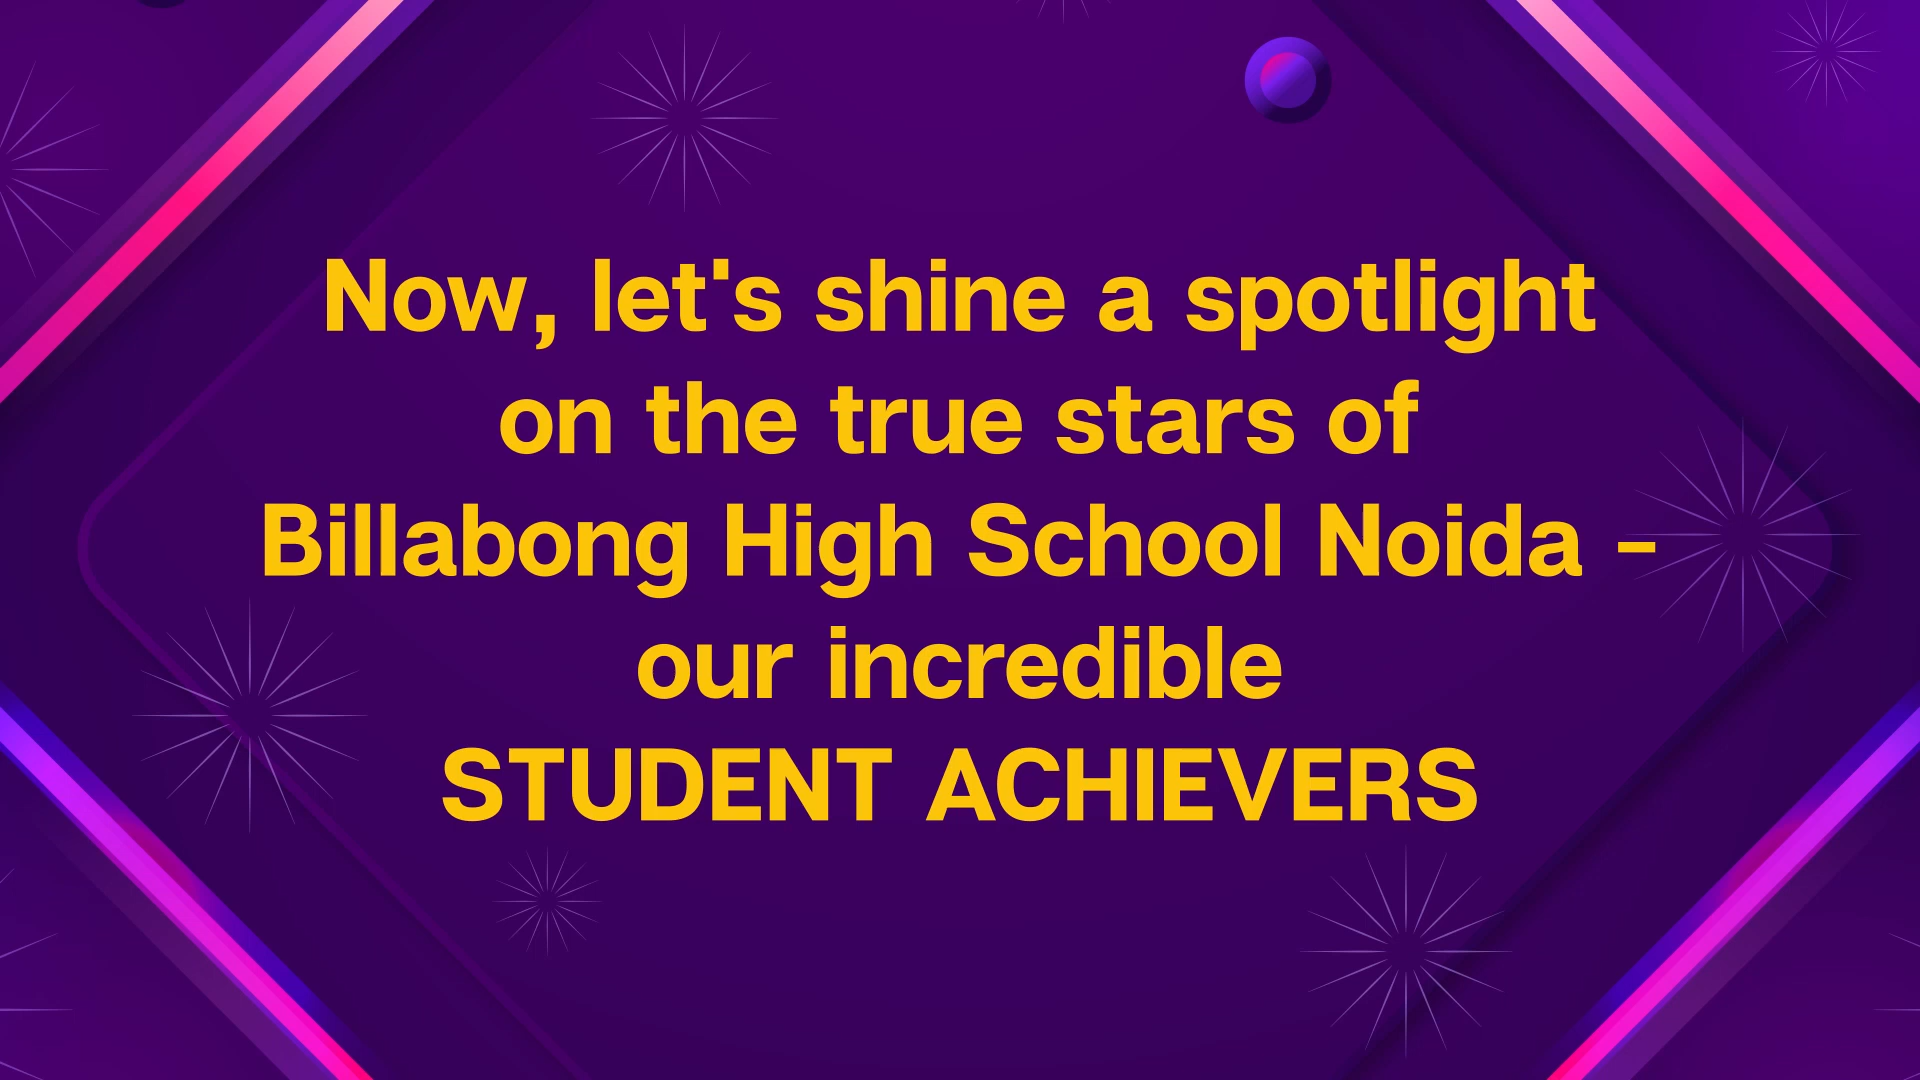 Now, let's shine a spotlight
on the true stars of
Billabong High School Noida –
our incredible
STUDENT ACHIEVERS